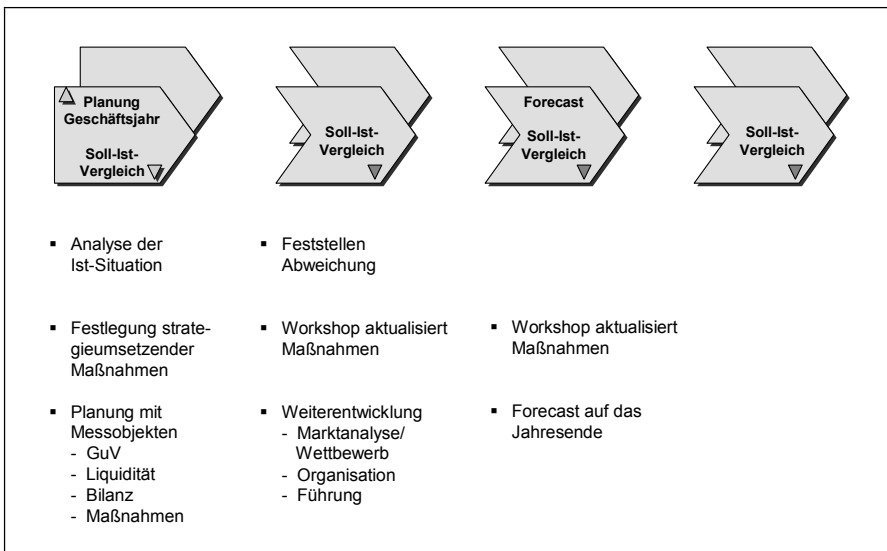 Planung
Geschäftsjahr
Soll-Ist-
Vergleich
Soll-Ist-
Vergleich
Forecast
Soll-Ist-
Vergleich
Soll-Ist-
Vergleich
▪ Analyse der
Ist-Situation
▪ Festlegung strate-
gieumsetzender
Maßnahmen
▪ Planung mit
Messobjekten
- GuV
- Liquidität
- Bilanz
- Maßnahmen
▪ Feststellen
Abweichung
▪ Workshop aktualisiert
Maßnahmen
▪ Weiterentwicklung
- Marktanalyse/
Wettbewerb
- Organisation
- Führung
▪ Workshop aktualisiert
Maßnahmen
▪ Forecast auf das
Jahresende